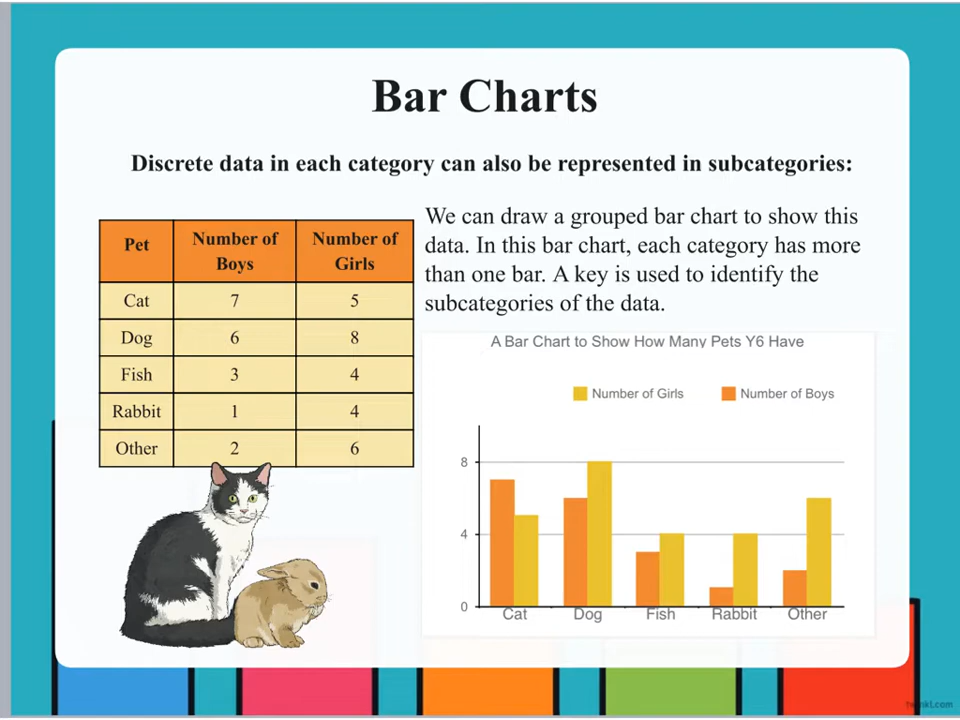 Bar Charts
Discrete data in each category can also be represented in subcategories:
Pet Number of Boys Number of Girls
Cat 7 5
Dog 6 8
Fish 3 4
Rabbit 1 4
Other 2 6
We can draw a grouped bar chart to show this
data. In this bar chart, each category has more
than one bar. A key is used to identify the
subcategories of the data.
A Bar Chart to Show How Many Pets Y6 Have
Number of Girls Number of Boys
8
4
0
Cat Dog Fish Rabbit Other